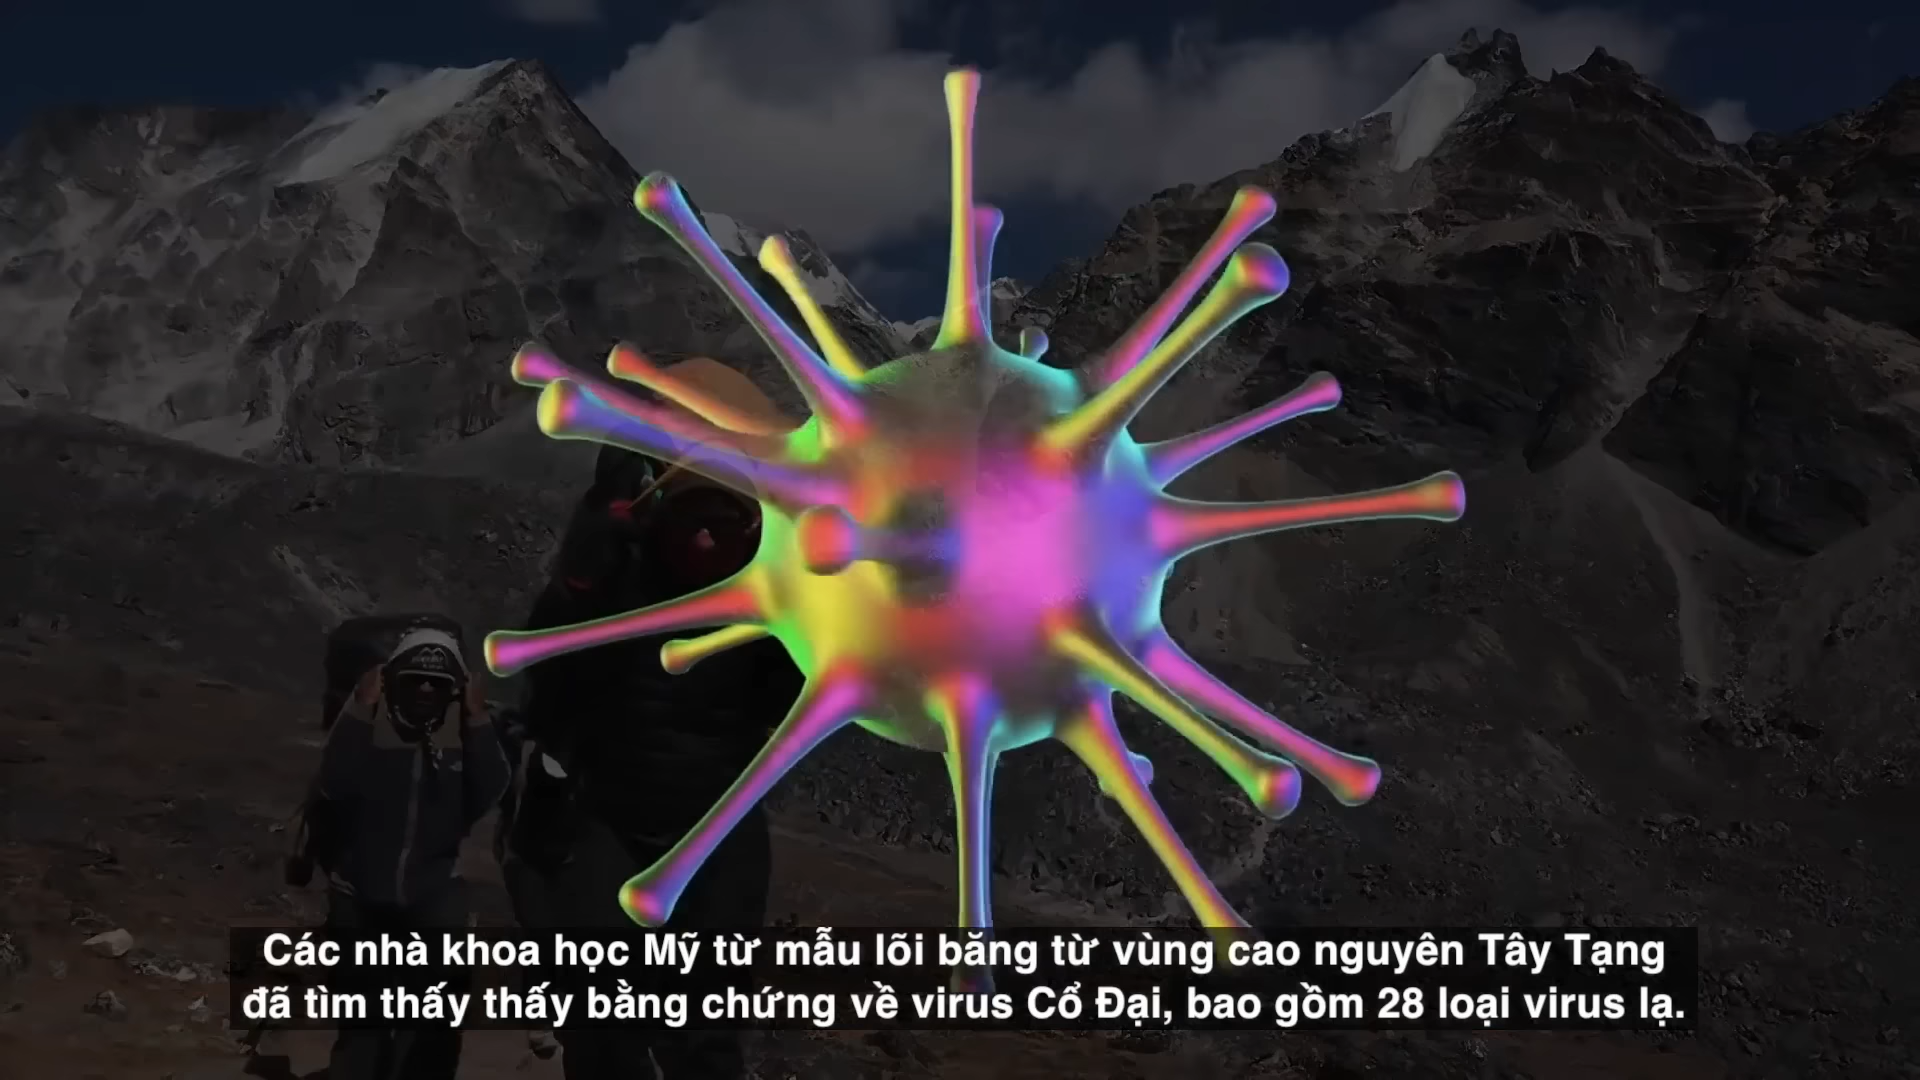 Các nhà khoa học Mỹ từ mẫu lõi băng từ vùng cao nguyên Tây Tạng
đã tìm thấy thấy bằng chứng về virus Cổ Đại, bao gồm 28 loại virus lạ.